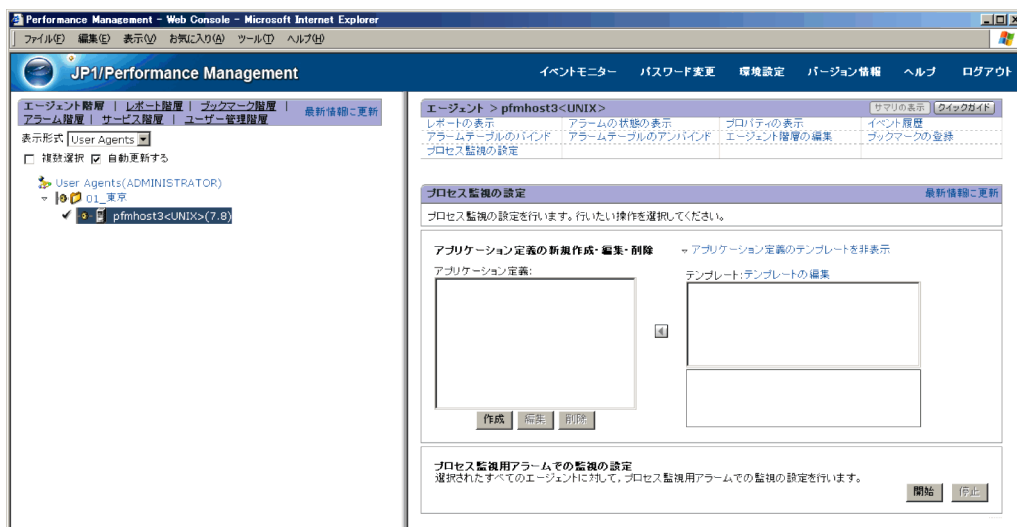 Performance Management - Web Console - Microsoft Internet Explorer
ファイル(F) 編集(E) 表示(V) お気に入り(A) ツール(T) ヘルプ(H)
JP1/Performance Management
イベントモニター パスワード変更 環境設定 バージョン情報 ヘルプ ログアウト
エージェント階層 | レポート階層 | ブックマーク階層 |
アラーム階層 | サービス階層 | ユーザー管理階層
最新情報に更新
表示形式 User Agents
複数選択 自動更新する
User Agents(ADMINISTRATOR)
01_東京
pfmhost3<UNIX>(7.8)
エージェント > pfmhost3<UNIX>
サマリの表示 クイックガイド
レポートの表示 アラームの状態の表示 プロパティの表示 イベント履歴
アラームテーブルのバインド アラームテーブルのアンバインド エージェント階層の編集 ブックマークの登録
プロセス監視の設定
プロセス監視の設定 最新情報に更新
プロセス監視の設定を行います。行いたい操作を選択してください。
アプリケーション定義の新規作成・編集・削除 アプリケーション定義のテンプレートを非表示
アプリケーション定義: テンプレート:テンプレートの編集
作成 編集 削除
プロセス監視用アラームでの監視の設定
選択されたすべてのエージェントに対して,プロセス監視用アラームでの監視の設定を行います。
開始 停止